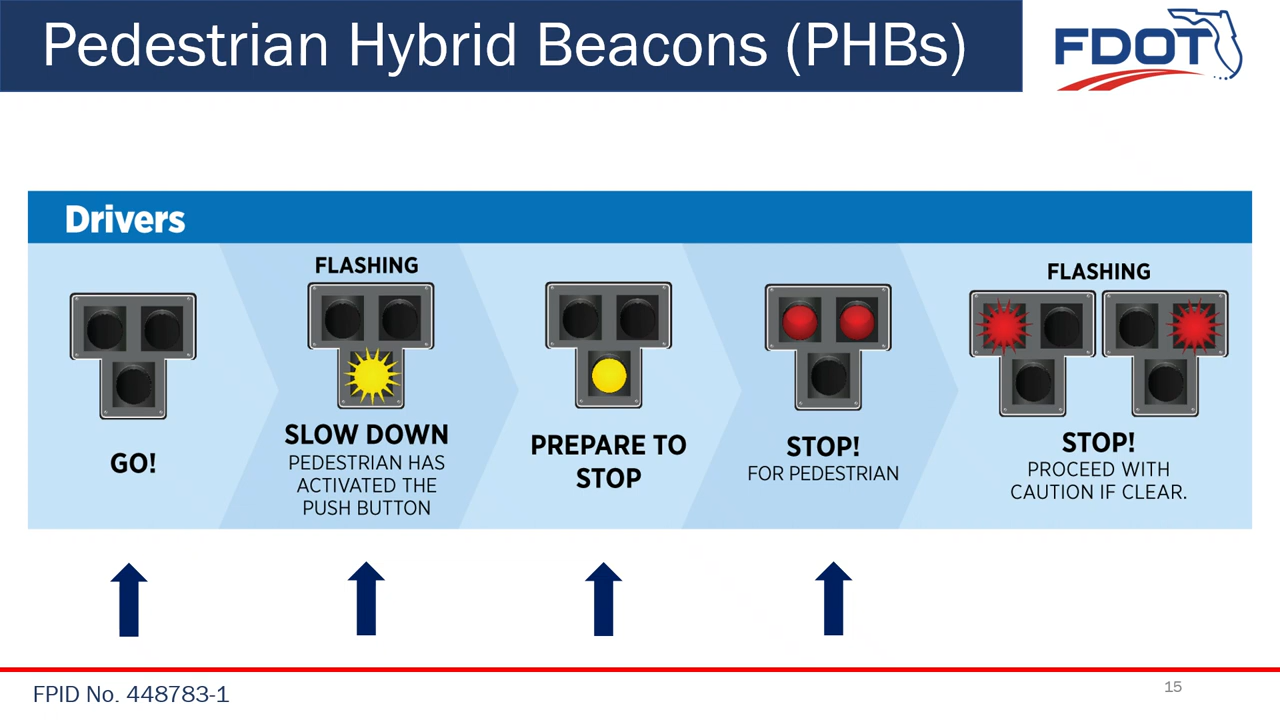 Pedestrian Hybrid Beacons (PHBs)
FDOT
Drivers
GO!
FLASHING
SLOW DOWN
PEDESTRIAN HAS
ACTIVATED THE
PUSH BUTTON
PREPARE TO
STOP
STOP!
FOR PEDESTRIAN
FLASHING
STOP!
PROCEED WITH
CAUTION IF CLEAR.
FPID No. 448783-1
15